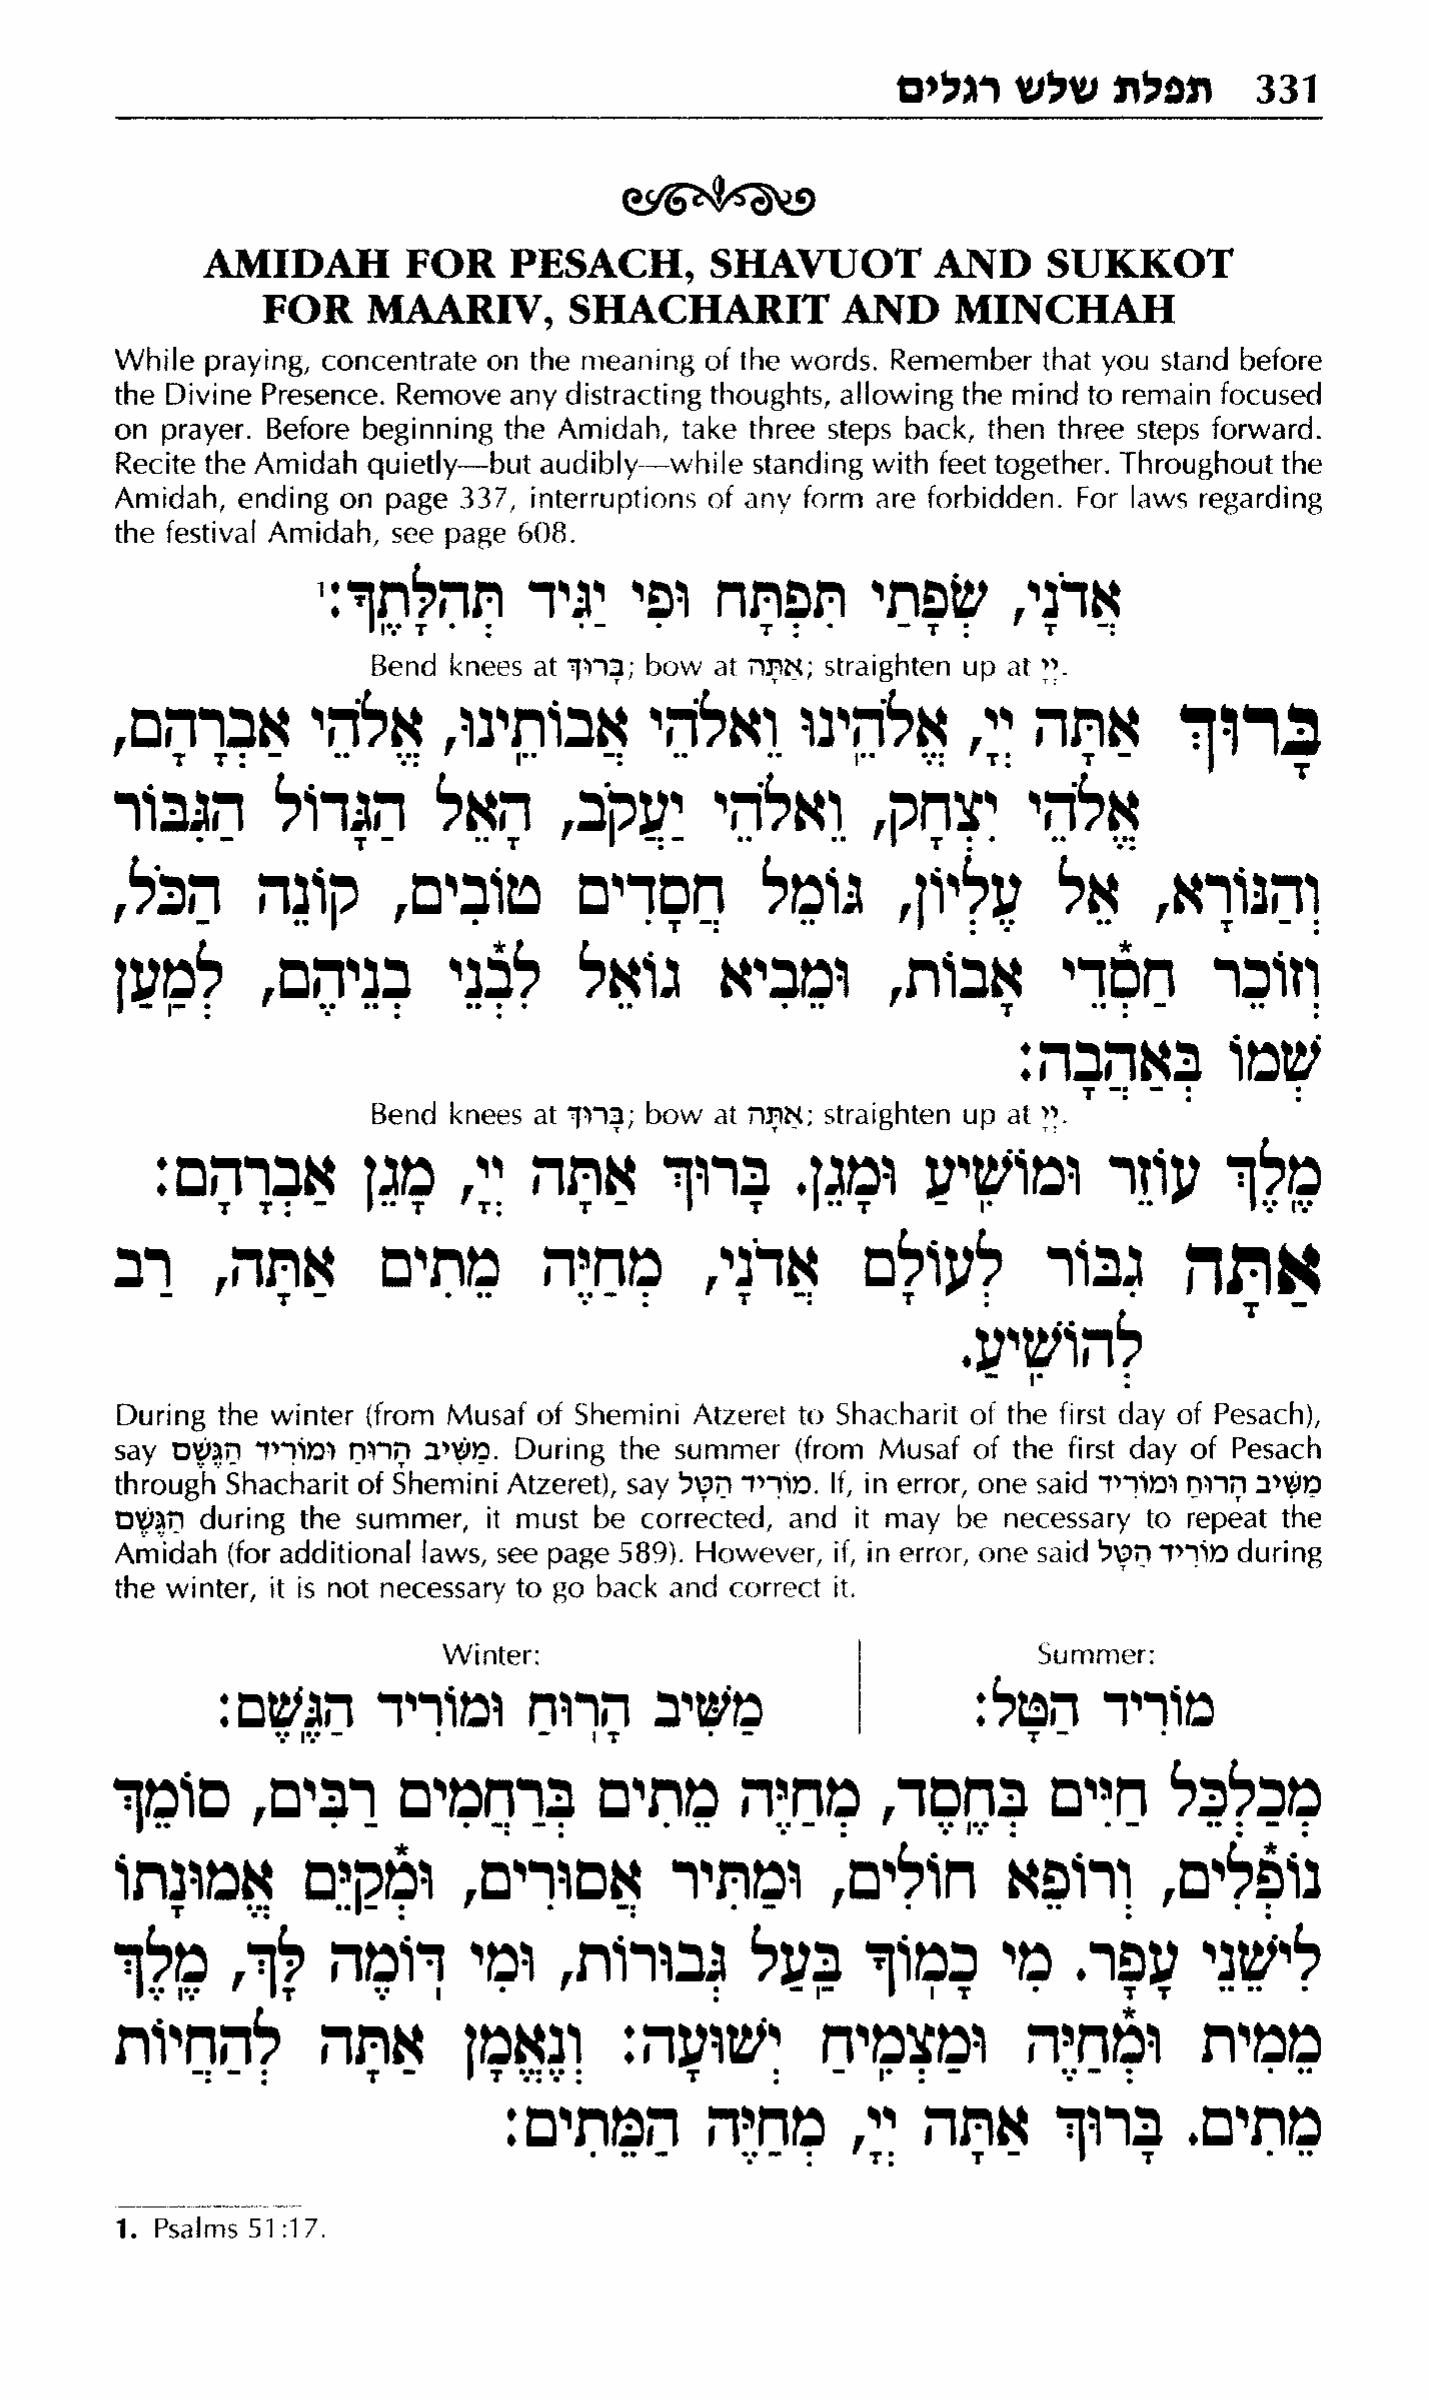 331 תפלת שלש רגלים
AMIDAH FOR PESACH, SHAVUOT AND SUKKOT
FOR MAARIV, SHACHARIT AND MINCHAH
While praying, concentrate on the meaning of the words. Remember that you stand before
the Divine Presence. Remove any distracting thoughts, allowing the mind to remain focused
on prayer. Before beginning the Amidah, take three steps back, then three steps forward.
Recite the Amidah quietly—but audibly—while standing with feet together. Throughout the
Amidah, ending on page 337, interruptions of any form are forbidden. For laws regarding
the festival Amidah, see page 608.
אֲדֹנָי, שְׂפָתַי תִּפְתָּח וּפִי יַגִּיד תְּהִלָּתֶֽךָ:¹
Bend knees at בָּרוּךְ; bow at אַתָּה; straighten up at יְיָ.
בָּרוּךְ אַתָּה יְיָ, אֱלֹהֵֽינוּ וֵאלֹהֵי אֲבוֹתֵֽינוּ, אֱלֹהֵי אַבְרָהָם,
אֱלֹהֵי יִצְחָק, וֵאלֹהֵי יַעֲקֹב, הָאֵל הַגָּדוֹל הַגִּבּוֹר
וְהַנּוֹרָא, אֵל עֶלְיוֹן, גּוֹמֵל חֲסָדִים טוֹבִים, קוֹנֵה הַכֹּל,
וְזוֹכֵר חַסְ*דֵי אָבוֹת, וּמֵבִיא גוֹאֵל לִבְ*נֵי בְנֵיהֶם, לְמַֽעַן
שְׁמוֹ בְּאַהֲבָה:
Bend knees at בָּרוּךְ; bow at אַתָּה; straighten up at יְיָ.
מֶֽלֶךְ עוֹזֵר וּמוֹשִֽׁיעַ וּמָגֵן. בָּרוּךְ אַתָּה יְיָ, מָגֵן אַבְרָהָם:
אַתָּה גִּבּוֹר לְעוֹלָם אֲדֹנָי, מְחַיֶּה מֵתִים אַתָּה, רַב
לְהוֹשִֽׁיעַ.
During the winter (from Musaf of Shemini Atzeret to Shacharit of the first day of Pesach),
say מַשִּׁיב הָרוּחַ וּמוֹרִיד הַגֶּשֶׁם. During the summer (from Musaf of the first day of Pesach
through Shacharit of Shemini Atzeret), say מוֹרִיד הַטָּל. If, in error, one said מַשִּׁיב הָרוּחַ וּמוֹרִיד
הַגֶּשֶׁם during the summer, it must be corrected, and it may be necessary to repeat the
Amidah (for additional laws, see page 589). However, if, in error, one said מוֹרִיד הַטָּל during
the winter, it is not necessary to go back and correct it.
Summer:
מוֹרִיד הַטָּל:
Winter:
מַשִּׁיב הָרֽוּחַ וּמוֹרִיד הַגֶּֽשֶׁם:
מְכַלְכֵּל חַיִּים בְּחֶֽסֶד, מְחַיֶּה מֵתִים בְּרַחֲמִים רַבִּים, סוֹמֵךְ
נוֹפְ*לִים, וְרוֹפֵא חוֹלִים, וּמַתִּיר אֲסוּרִים, וּמְ*קַיֵּם אֱמוּנָתוֹ
לִישֵׁנֵי עָפָר. מִי כָמֽוֹךָ בַּֽעַל גְּבוּרוֹת, וּמִי דּֽוֹמֶה לָּךְ, מֶֽלֶךְ
מֵמִית וּמְ*חַיֶּה וּמַצְמִֽיחַ יְשׁוּעָה: וְנֶאֱמָן אַתָּה לְהַחֲיוֹת
מֵתִים. בָּרוּךְ אַתָּה יְיָ, מְחַיֶּה הַמֵּתִים:
1. Psalms 51:17.